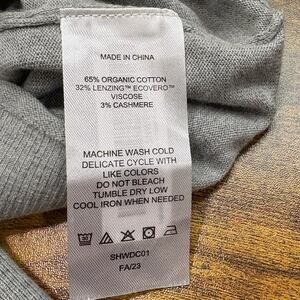 MADE IN CHINA
65% ORGANIC COTTON
32% LENZING™ ECOVERO™
VISCOSE
3% CASHMERE
MACHINE WASH COLD
DELICATE CYCLE WITH
LIKE COLORS
DO NOT BLEACH
TUMBLE DRY LOW
COOL IRON WHEN NEEDED
SHWDC01
FA/23